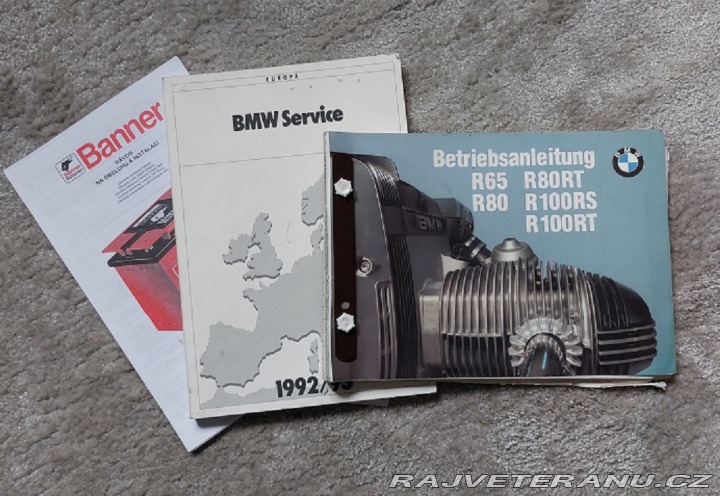 Banner
NÁVOD
NA OBSLUHU A INSTALACI
EUROPA
BMW Service
1992/93
Betriebsanleitung
R65 R80RT
R80 R100RS
R100RT
BMW
BMW
RAJVETERANU.CZ